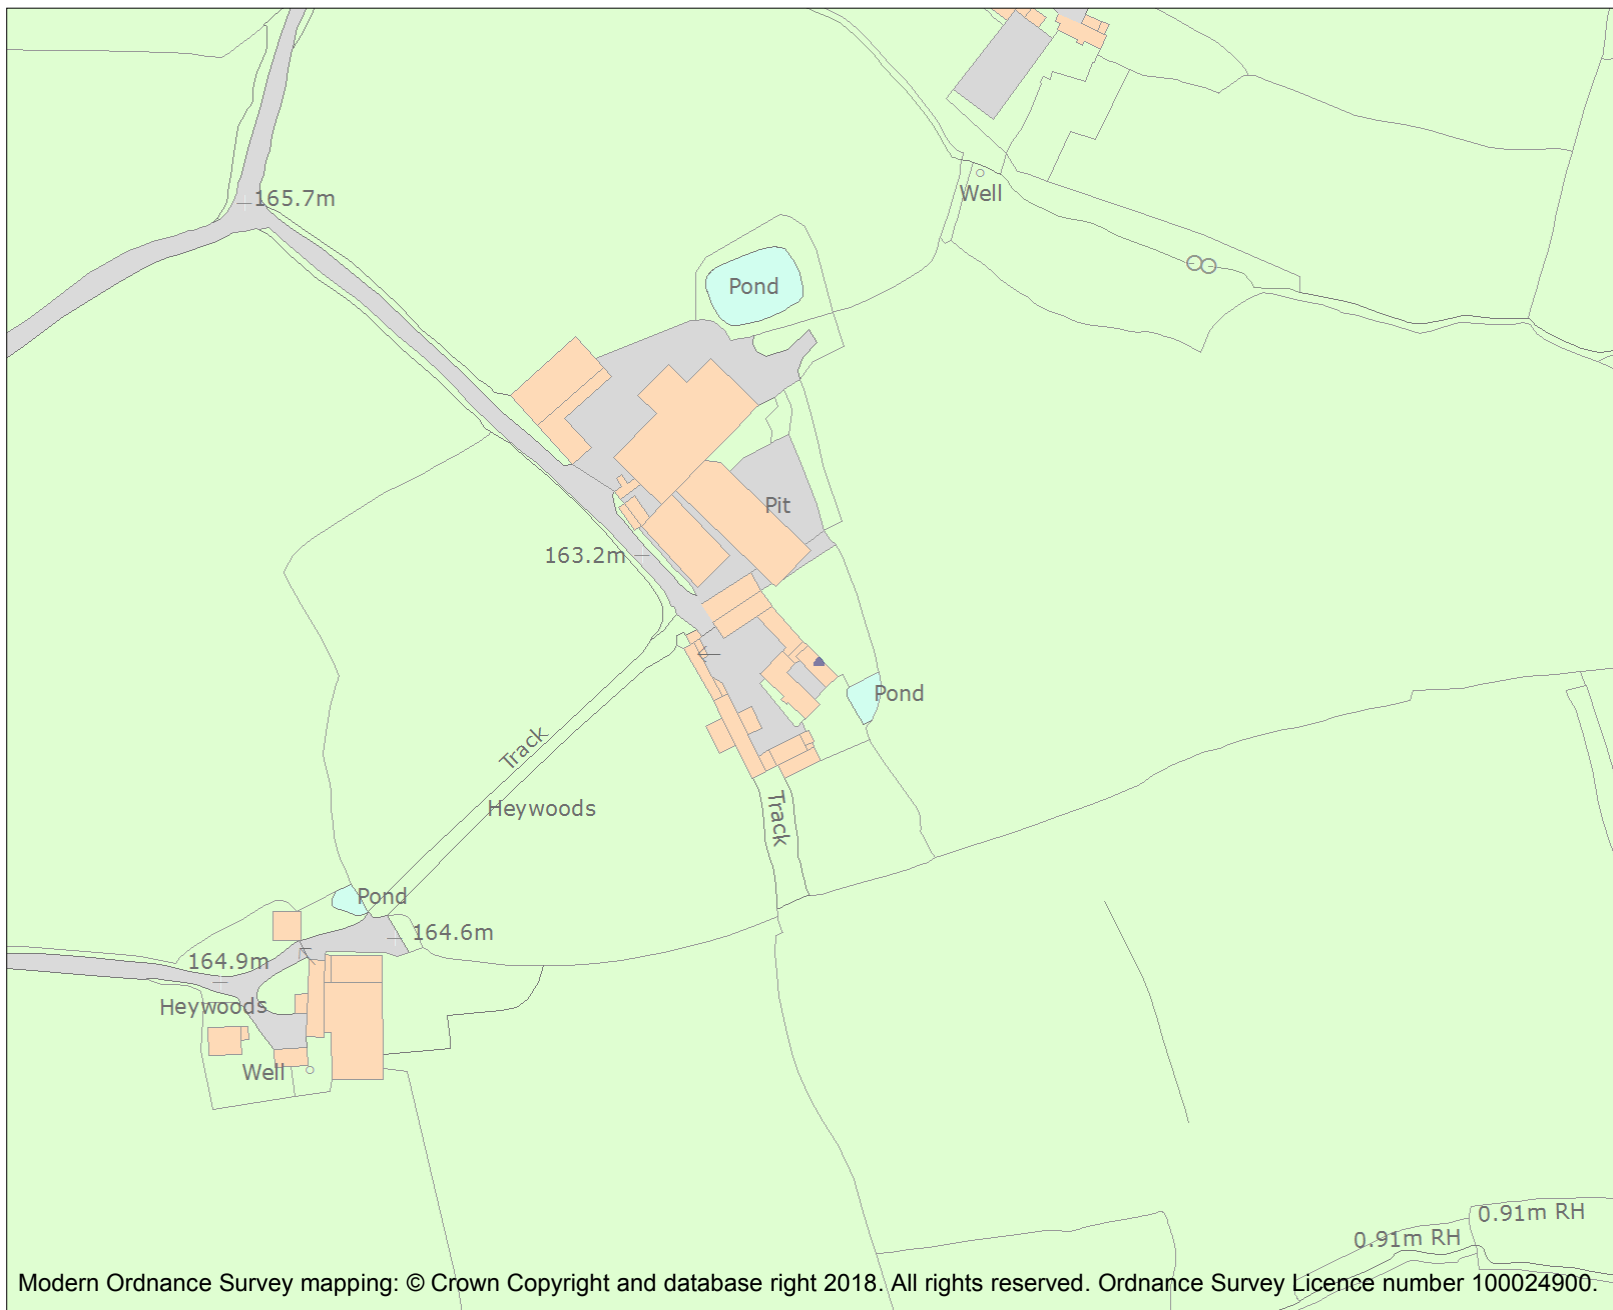 165.7m
Well
Pond
Pit
163.2m
Pond
Track
Heywoods
Track
Pond
164.6m
164.9m
Heywoods
Well
0.91m RH
0.91m RH
Modern Ordnance Survey mapping: © Crown Copyright and database right 2018. All rights reserved. Ordnance Survey Licence number 100024900.